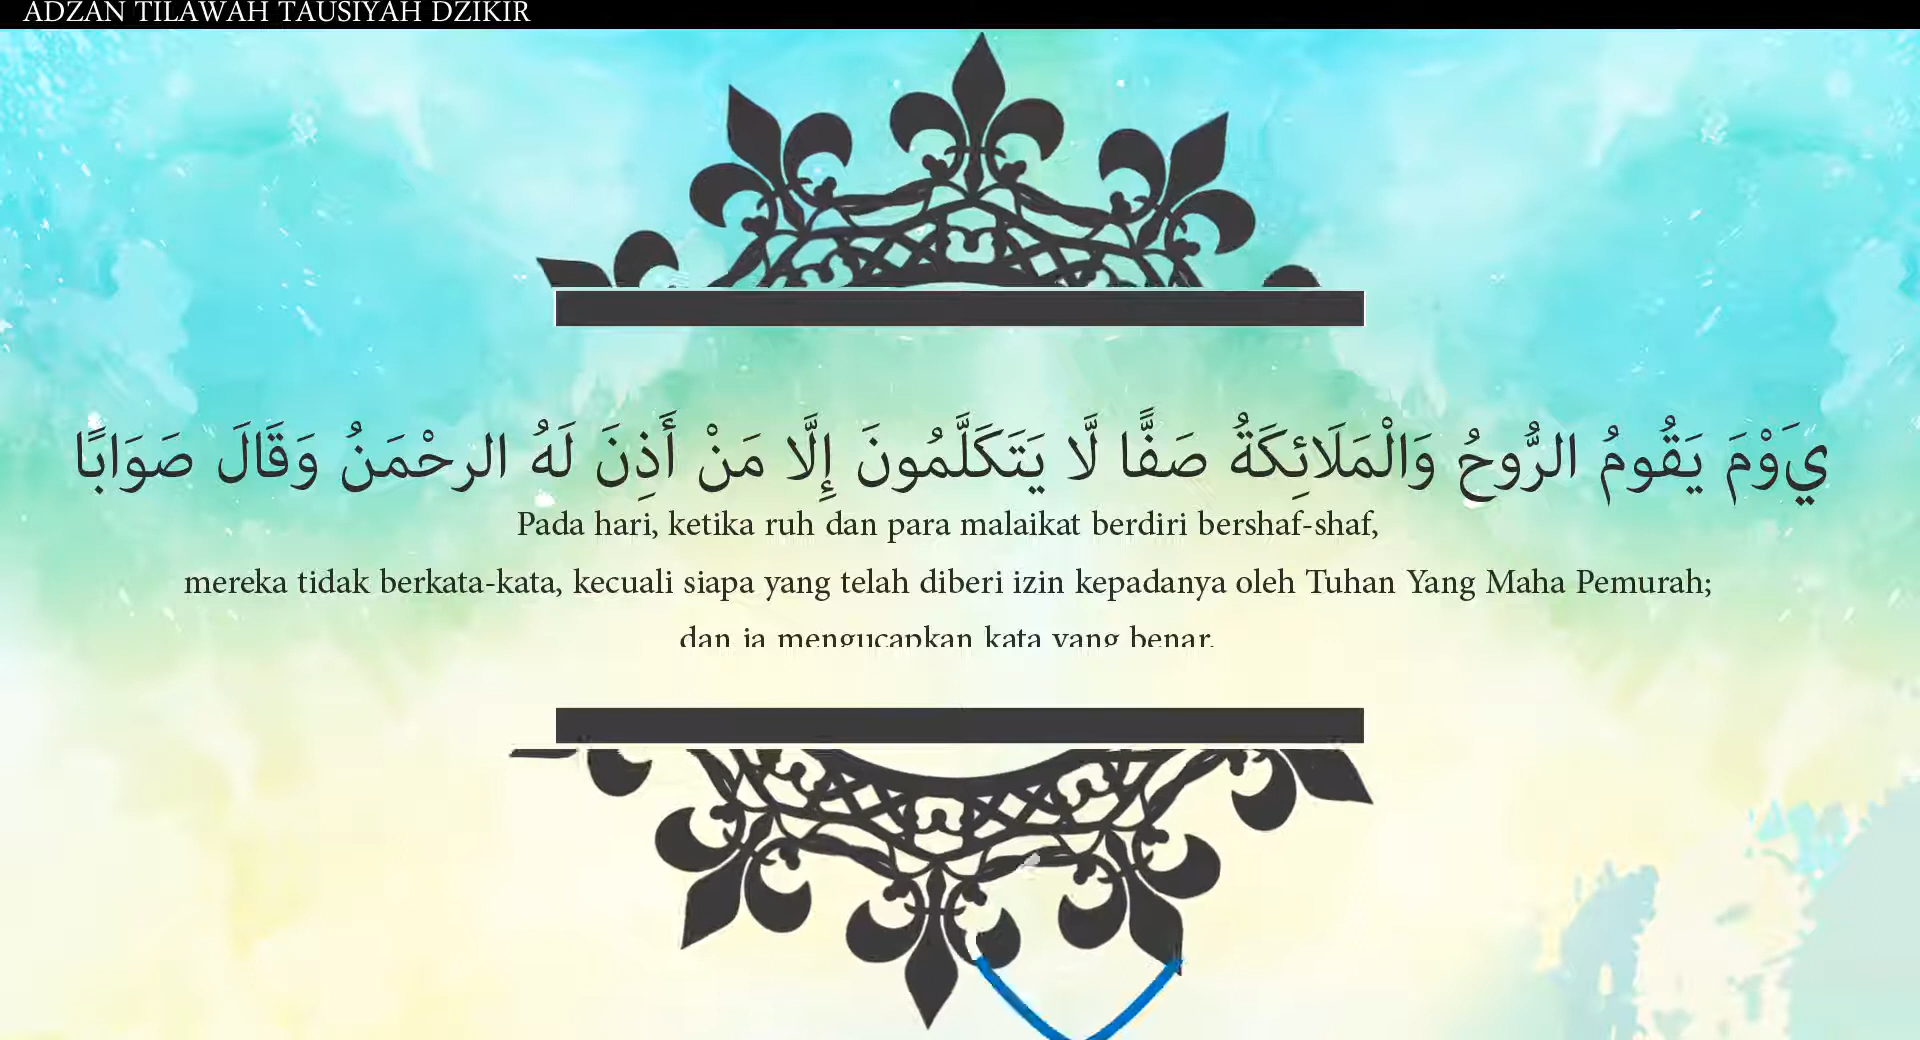 ADZAN TILAWAH TAUSIYAH DZIKIR
يَوْمَ يَقُومُ الرُّوحُ وَالْمَلَائِكَةُ صَفًّا لَّا يَتَكَلَّمُونَ إِلَّا مَنْ أَذِنَ لَهُ الرحْمَنُ وَقَالَ صَوَابًا
Pada hari, ketika ruh dan para malaikat berdiri bershaf-shaf,
mereka tidak berkata-kata, kecuali siapa yang telah diberi izin kepadanya oleh Tuhan Yang Maha Pemurah;
dan ia mengucapkan kata yang benar.